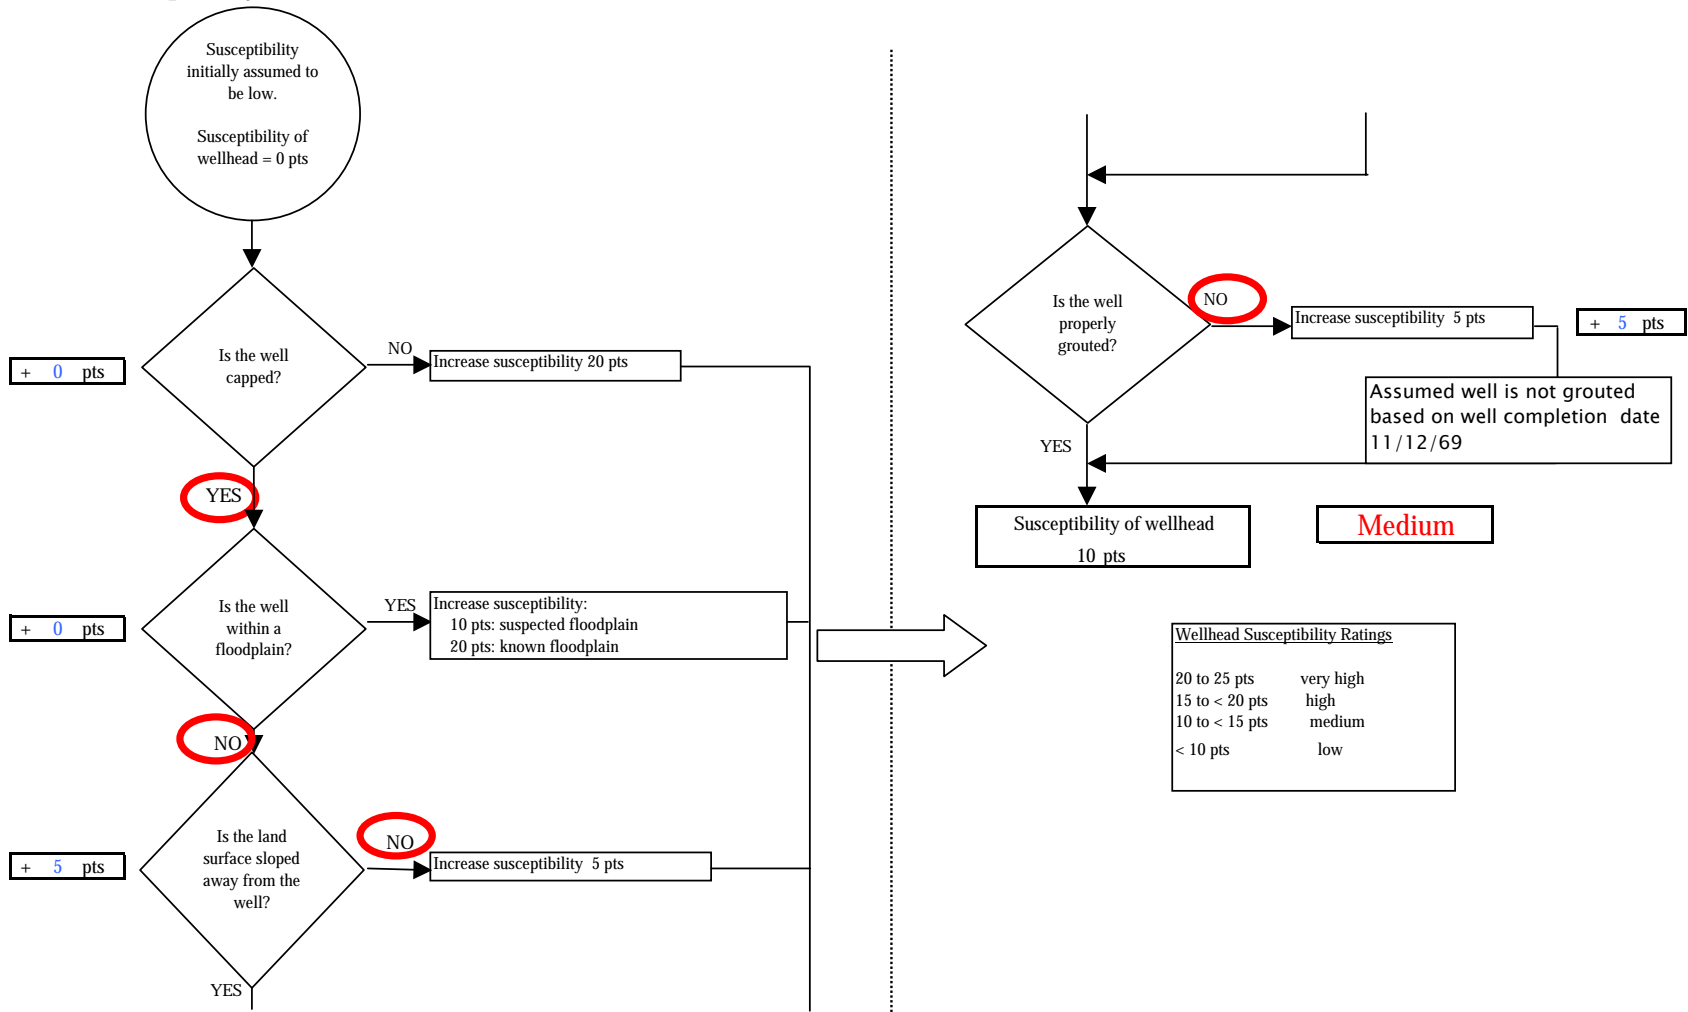 Susceptibility
initially assumed to
be low.
Susceptibility of
wellhead = 0 pts
Is the well
capped?
NO
Increase susceptibility 20 pts
+ 0 pts
YES
Is the well
within a
floodplain?
YES
Increase susceptibility:
10 pts: suspected floodplain
20 pts: known floodplain
+ 0 pts
NO
Is the land
surface sloped
away from the
well?
NO
Increase susceptibility 5 pts
+ 5 pts
YES
Is the well
properly
grouted?
NO
Increase susceptibility 5 pts
+ 5 pts
Assumed well is not grouted
based on well completion date
11/12/69
YES
Susceptibility of wellhead
10 pts
Medium
Wellhead Susceptibility Ratings
20 to 25 pts very high
15 to < 20 pts high
10 to < 15 pts medium
< 10 pts low